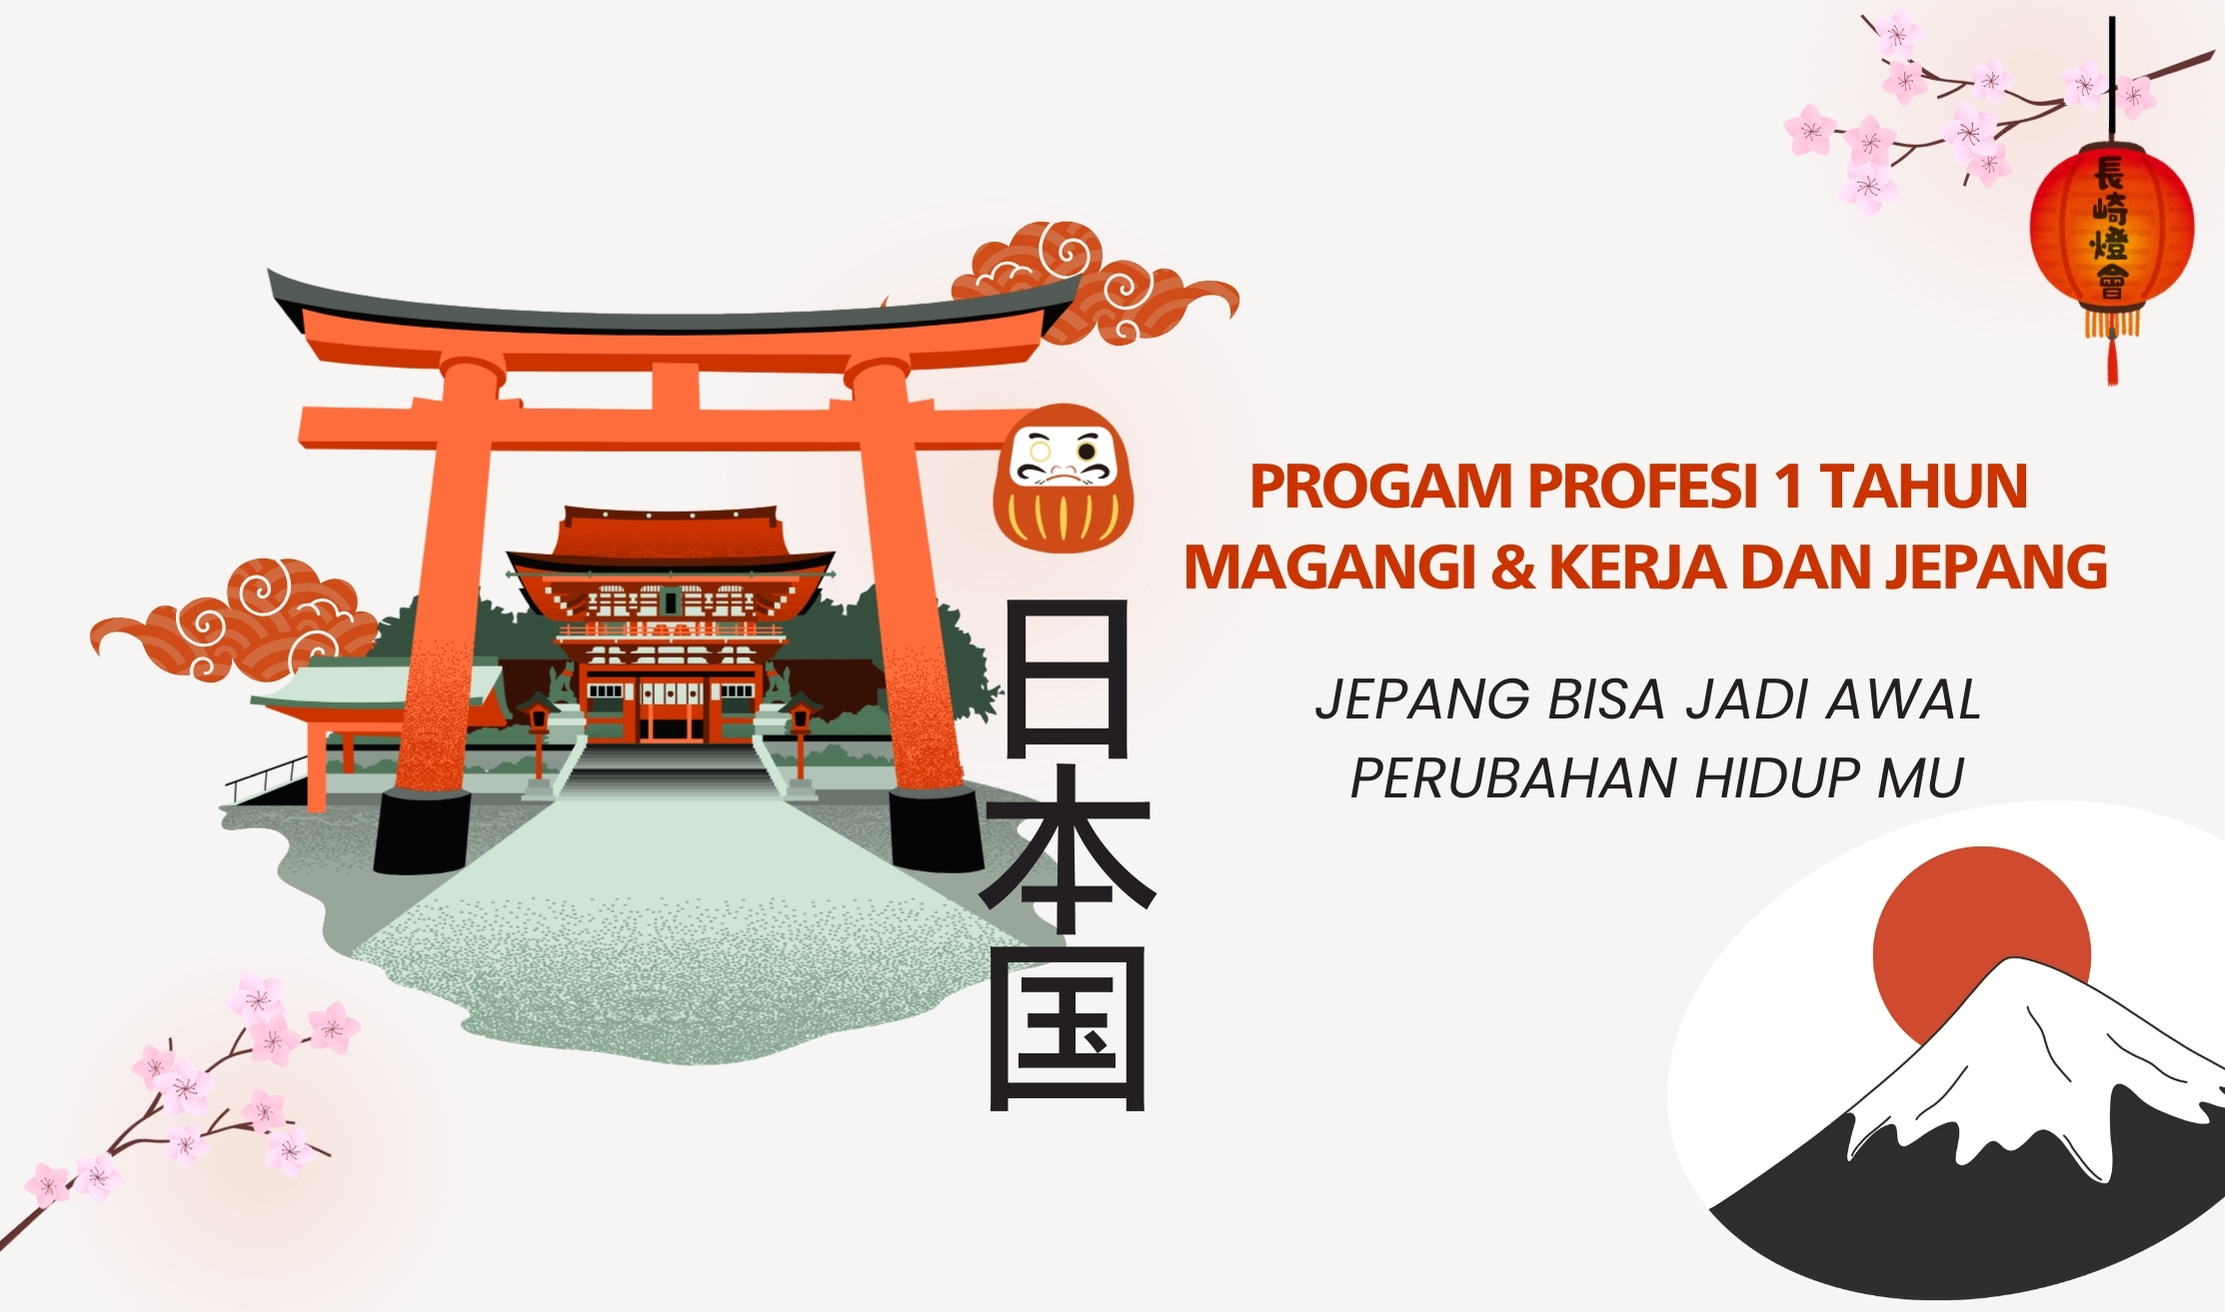 長崎燈會
PROGAM PROFESI 1 TAHUN
MAGANGI & KERJA DAN JEPANG
JEPANG BISA JADI AWAL
PERUBAHAN HIDUP MU
日本国